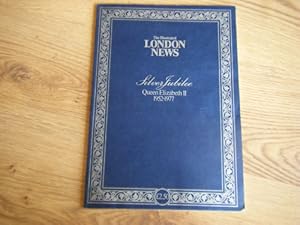 The Illustrated
LONDON
NEWS
Silver Jubilee
Queen Elizabeth II
1952-1977